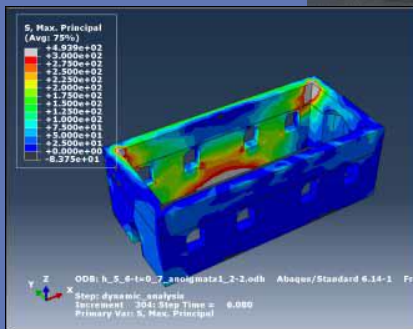 S, Max. Principal
(Avg: 75%)
+4.939e+02
+3.000e+02
+2.750e+02
+2.500e+02
+2.250e+02
+2.000e+02
+1.750e+02
+1.500e+02
+1.250e+02
+1.000e+02
+7.500e+01
+5.000e+01
+2.500e+01
+0.000e+00
-8.375e+01
Z
Y
X
ODB: h_5_6-t=0_7_anoigmata1_2-2.odb Abaqus/Standard 6.14-1 Fr
Step: dynamic_analysis
Increment 304: Step Time = 6.080
Primary Var: S, Max. Principal